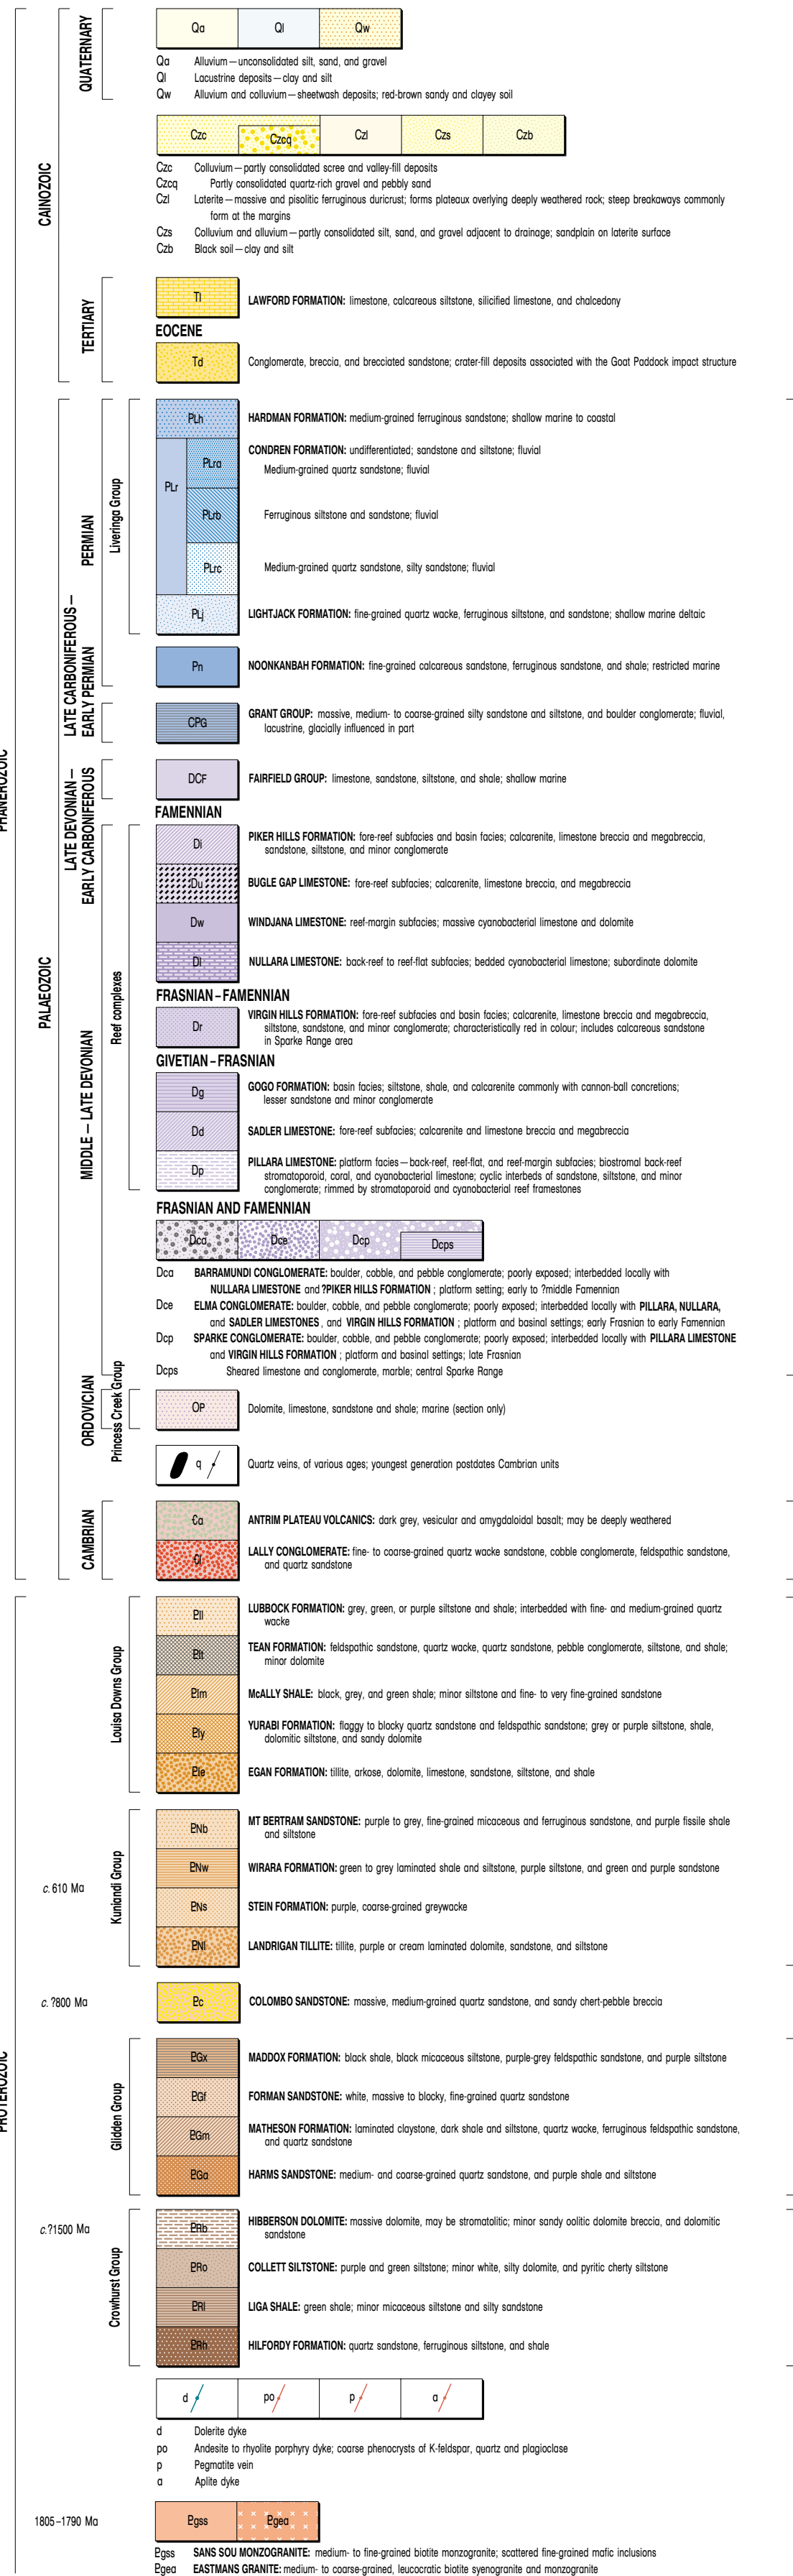 QUATERNARY
Qa Ql Qw
Qa Alluvium—unconsolidated silt, sand, and gravel
Ql Lacustrine deposits—clay and silt
Qw Alluvium and colluvium—sheetwash deposits; red-brown sandy and clayey soil
CAINOZOIC
Czc Czcq Czl Czs Czb
Czc Colluvium—partly consolidated scree and valley-fill deposits
Czcq Partly consolidated quartz-rich gravel and pebbly sand
Czl Laterite—massive and pisolitic ferruginous duricrust; forms plateaux overlying deeply weathered rock; steep breakaways commonly
form at the margins
Czs Colluvium and alluvium—partly consolidated silt, sand, and gravel adjacent to drainage; sandplain on laterite surface
Czb Black soil—clay and silt
TERTIARY
Tl LAWFORD FORMATION: limestone, calcareous siltstone, silicified limestone, and chalcedony
EOCENE
Td Conglomerate, breccia, and brecciated sandstone; crater-fill deposits associated with the Goat Paddock impact structure
PHANEROZOIC
PALAEOZOIC
PERMIAN
Liveringa Group
PLh HARDMAN FORMATION: medium-grained ferruginous sandstone; shallow marine to coastal
PLr CONDREN FORMATION: undifferentiated; sandstone and siltstone; fluvial
PLra Medium-grained quartz sandstone; fluvial
PLrb Ferruginous siltstone and sandstone; fluvial
PLrc Medium-grained quartz sandstone, silty sandstone; fluvial
PLj LIGHTJACK FORMATION: fine-grained quartz wacke, ferruginous siltstone, and sandstone; shallow marine deltaic
Pn NOONKANBAH FORMATION: fine-grained calcareous sandstone, ferruginous sandstone, and shale; restricted marine
LATE CARBONIFEROUS—
EARLY PERMIAN
CPG GRANT GROUP: massive, medium- to coarse-grained silty sandstone and siltstone, and boulder conglomerate; fluvial,
lacustrine, glacially influenced in part
LATE DEVONIAN—
EARLY CARBONIFEROUS
DCF FAIRFIELD GROUP: limestone, sandstone, siltstone, and shale; shallow marine
FAMENNIAN
MIDDLE — LATE DEVONIAN
Reef complexes
Di PIKER HILLS FORMATION: fore-reef subfacies and basin facies; calcarenite, limestone breccia and megabreccia,
sandstone, siltstone, and minor conglomerate
Du BUGLE GAP LIMESTONE: fore-reef subfacies; calcarenite, limestone breccia, and megabreccia
Dw WINDJANA LIMESTONE: reef-margin subfacies; massive cyanobacterial limestone and dolomite
Dl NULLARA LIMESTONE: back-reef to reef-flat subfacies; bedded cyanobacterial limestone; subordinate dolomite
FRASNIAN–FAMENNIAN
Dr VIRGIN HILLS FORMATION: fore-reef subfacies and basin facies; calcarenite, limestone breccia and megabreccia,
siltstone, sandstone, and minor conglomerate; characteristically red in colour; includes calcareous sandstone
in Sparke Range area
GIVETIAN–FRASNIAN
Dg GOGO FORMATION: basin facies; siltstone, shale, and calcarenite commonly with cannon-ball concretions;
lesser sandstone and minor conglomerate
Dd SADLER LIMESTONE: fore-reef subfacies; calcarenite and limestone breccia and megabreccia
Dp PILLARA LIMESTONE: platform facies—back-reef, reef-flat, and reef-margin subfacies; biostromal back-reef
stromatoporoid, coral, and cyanobacterial limestone; cyclic interbeds of sandstone, siltstone, and minor
conglomerate; rimmed by stromatoporoid and cyanobacterial reef framestones
FRASNIAN AND FAMENNIAN
Dca Dce Dcp Dcps
Dca BARRAMUNDI CONGLOMERATE: boulder, cobble, and pebble conglomerate; poorly exposed; interbedded locally with
NULLARA LIMESTONE and ?PIKER HILLS FORMATION; platform setting; early to ?middle Famennian
Dce ELMA CONGLOMERATE: boulder, cobble, and pebble conglomerate; poorly exposed; interbedded locally with PILLARA, NULLARA,
and SADLER LIMESTONES, and VIRGIN HILLS FORMATION; platform and basinal settings; early Frasnian to early Famennian
Dcp SPARKE CONGLOMERATE: boulder, cobble, and pebble conglomerate; poorly exposed; interbedded locally with PILLARA LIMESTONE
and VIRGIN HILLS FORMATION; platform and basinal settings; late Frasnian
Dcps Sheared limestone and conglomerate, marble; central Sparke Range
ORDOVICIAN
Princess Creek Group
OP Dolomite, limestone, sandstone and shale; marine (section only)
q Quartz veins, of various ages; youngest generation postdates Cambrian units
CAMBRIAN
Ꞓa ANTRIM PLATEAU VOLCANICS: dark grey, vesicular and amygdaloidal basalt; may be deeply weathered
Ꞓl LALLY CONGLOMERATE: fine- to coarse-grained quartz wacke sandstone, cobble conglomerate, feldspathic sandstone,
and quartz sandstone
PROTEROZOIC
Louisa Downs Group
Pll LUBBOCK FORMATION: grey, green, or purple siltstone and shale; interbedded with fine- and medium-grained quartz
wacke
Plt TEAN FORMATION: feldspathic sandstone, quartz wacke, quartz sandstone, pebble conglomerate, siltstone, and shale;
minor dolomite
Plm McALLY SHALE: black, grey, and green shale; minor siltstone and fine- to very fine-grained sandstone
Ply YURABI FORMATION: flaggy to blocky quartz sandstone and feldspathic sandstone; grey or purple siltstone, shale,
dolomitic siltstone, and sandy dolomite
Ple EGAN FORMATION: tillite, arkose, dolomite, limestone, sandstone, siltstone, and shale
Kuniandi Group
c. 610 Ma
PNb MT BERTRAM SANDSTONE: purple to grey, fine-grained micaceous and ferruginous sandstone, and purple fissile shale
and siltstone
PNw WIRARA FORMATION: green to grey laminated shale and siltstone, purple siltstone, and green and purple sandstone
PNs STEIN FORMATION: purple, coarse-grained greywacke
PNl LANDRIGAN TILLITE: tillite, purple or cream laminated dolomite, sandstone, and siltstone
c. ?800 Ma
Pc COLOMBO SANDSTONE: massive, medium-grained quartz sandstone, and sandy chert-pebble breccia
Glidden Group
PGx MADDOX FORMATION: black shale, black micaceous siltstone, purple-grey feldspathic sandstone, and purple siltstone
PGf FORMAN SANDSTONE: white, massive to blocky, fine-grained quartz sandstone
PGm MATHESON FORMATION: laminated claystone, dark shale and siltstone, quartz wacke, ferruginous feldspathic sandstone,
and quartz sandstone
PGa HARMS SANDSTONE: medium- and coarse-grained quartz sandstone, and purple shale and siltstone
c.?1500 Ma
Crowhurst Group
PRb HIBBERSON DOLOMITE: massive dolomite, may be stromatolitic; minor sandy oolitic dolomite breccia, and dolomitic
sandstone
PRo COLLETT SILTSTONE: purple and green siltstone; minor white, silty dolomite, and pyritic cherty siltstone
PRl LIGA SHALE: green shale; minor micaceous siltstone and silty sandstone
PRh HILFORDY FORMATION: quartz sandstone, ferruginous siltstone, and shale
d po p a
d Dolerite dyke
po Andesite to rhyolite porphyry dyke; coarse phenocrysts of K-feldspar, quartz and plagioclase
p Pegmatite vein
a Aplite dyke
1805–1790 Ma
Pgss Pgea
Pgss SANS SOU MONZOGRANITE: medium- to fine-grained biotite monzogranite; scattered fine-grained mafic inclusions
Pgea EASTMANS GRANITE: medium- to coarse-grained, leucocratic biotite syenogranite and monzogranite